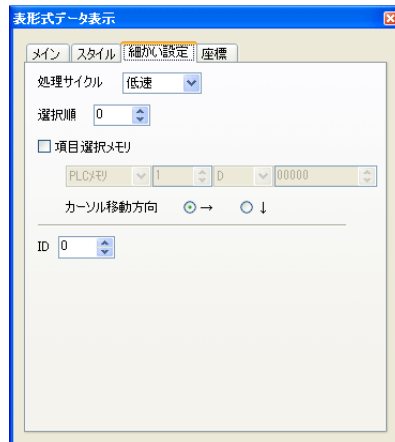 表形式データ表示
メイン スタイル 細かい設定 座標
処理サイクル 低速
選択順 0
項目選択メモリ
PLCメモリ 1 D 00000
カーソル移動方向 → ↓
ID 0